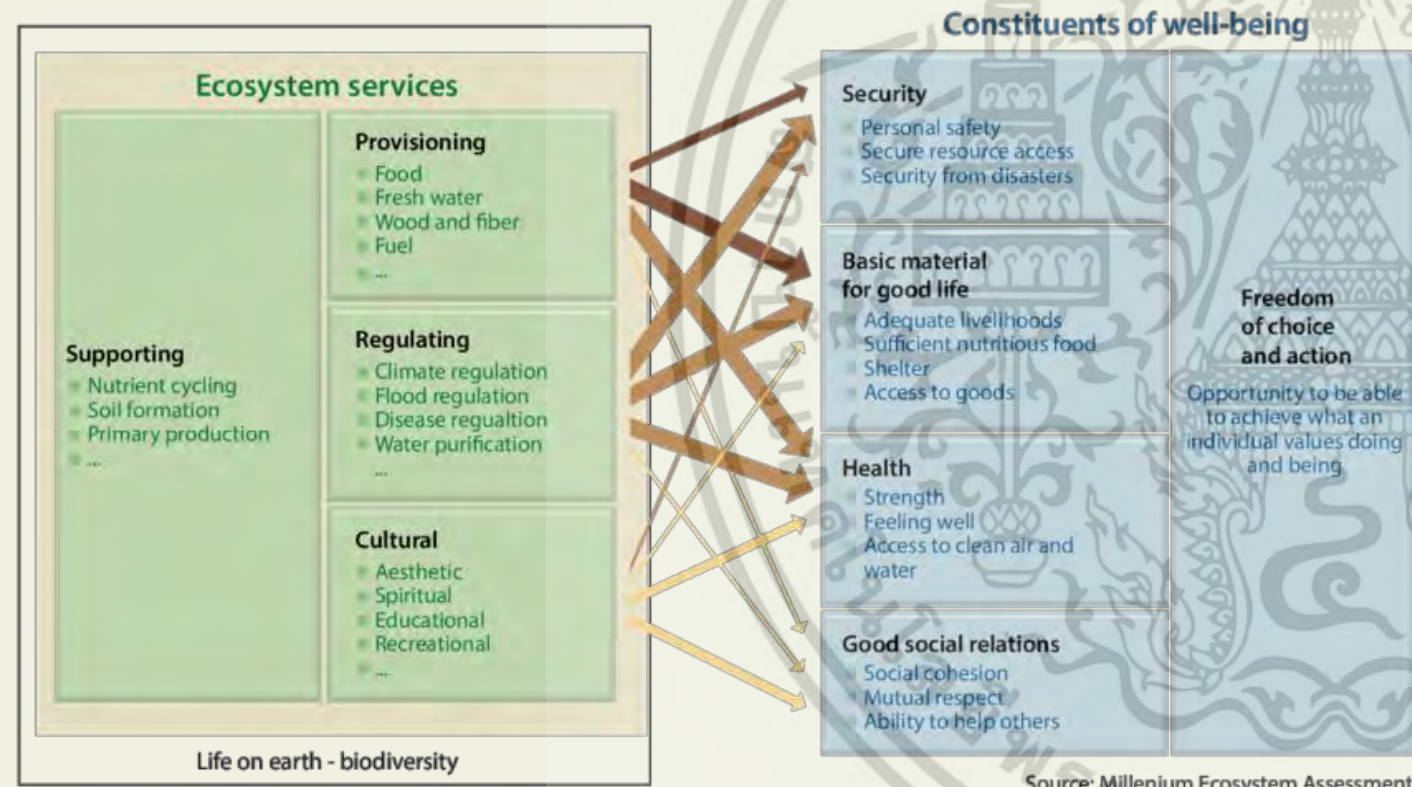 Constituents of well-being
Ecosystem services
Supporting
Nutrient cycling
Soil formation
Primary production
...
Provisioning
Food
Fresh water
Wood and fiber
Fuel
...
Regulating
Climate regulation
Flood regulation
Disease regualtion
Water purification
...
Cultural
Aesthetic
Spiritual
Educational
Recreational
...
Life on earth - biodiversity
Security
Personal safety
Secure resource access
Security from disasters
Basic material
for good life
Adequate livelihoods
Sufficient nutritious food
Shelter
Access to goods
Health
Strength
Feeling well
Access to clean air and
water
Good social relations
Social cohesion
Mutual respect
Ability to help others
Freedom
of choice
and action
Opportunity to be able
to achieve what an
individual values doing
and being
Source: Millenium Ecosystem Assessment